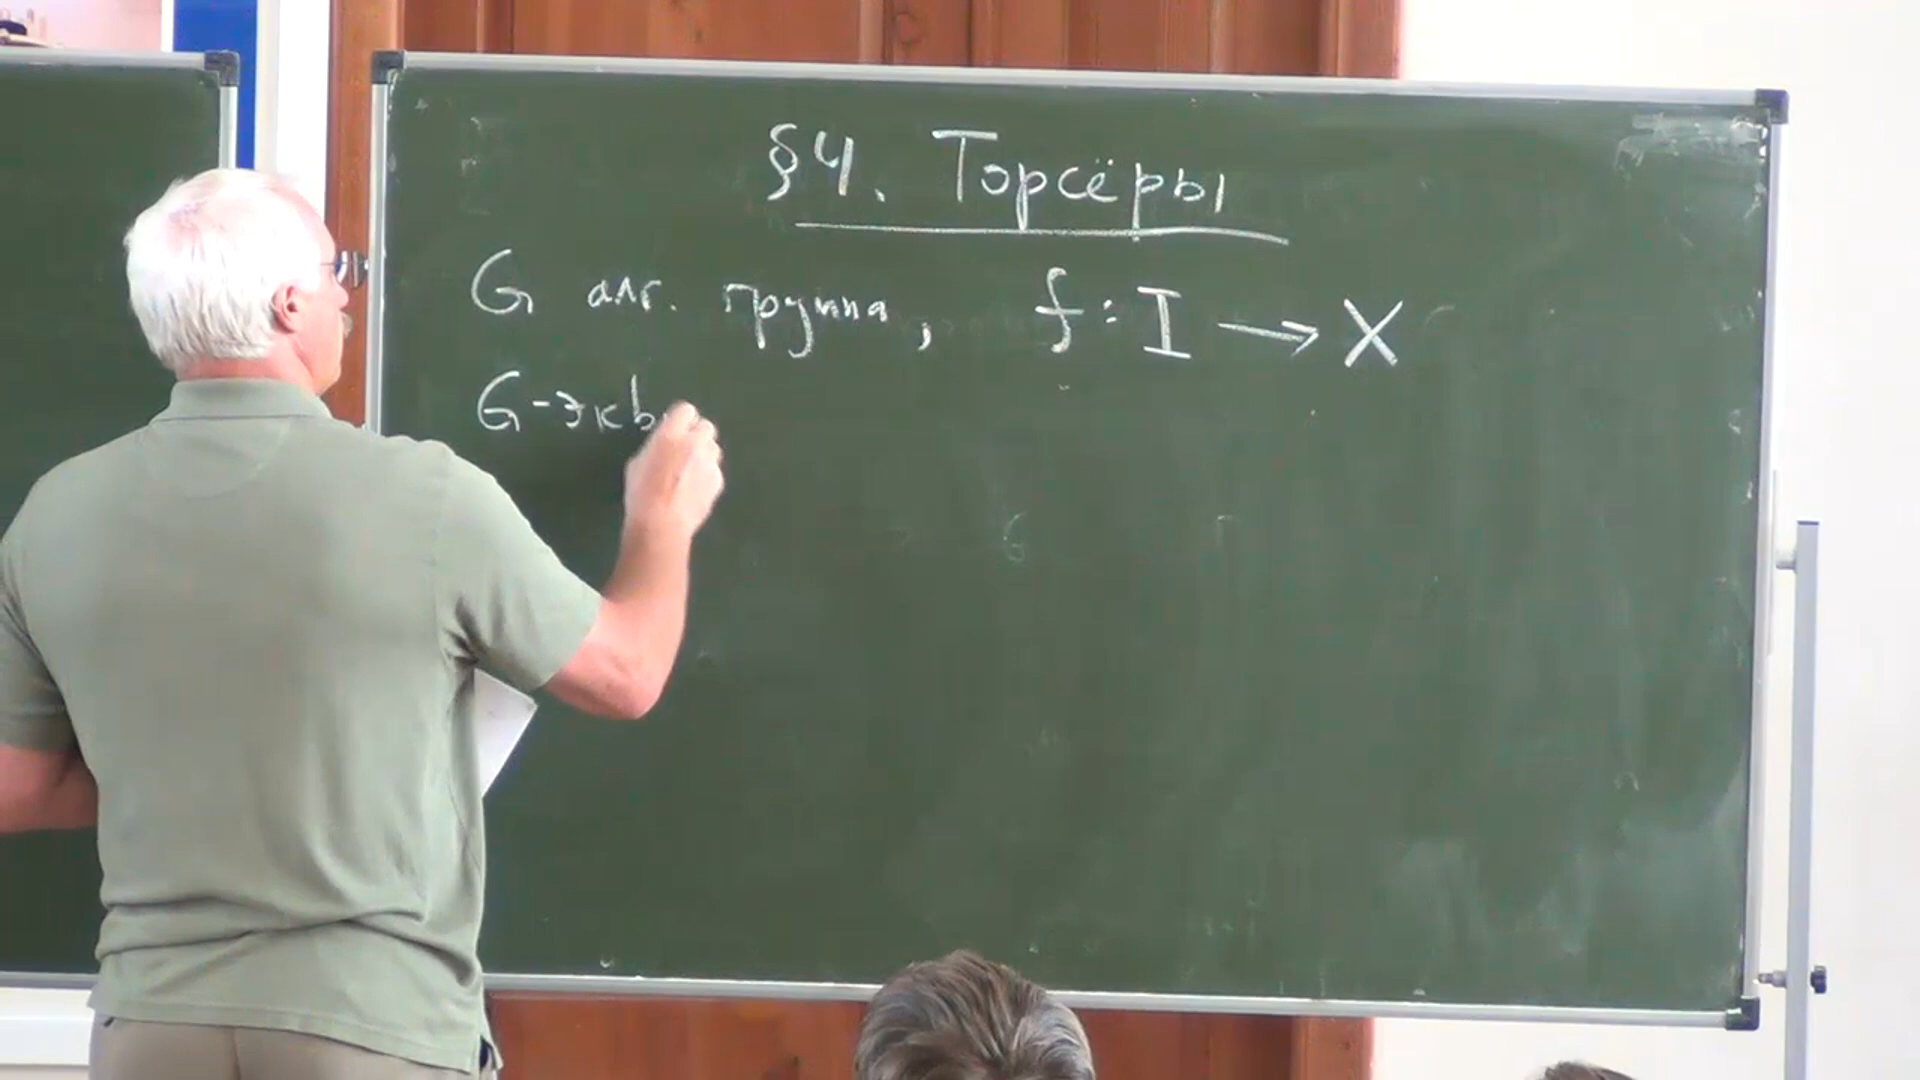 §4. Торсёры
G алг. группа, f: I → X
G-экв